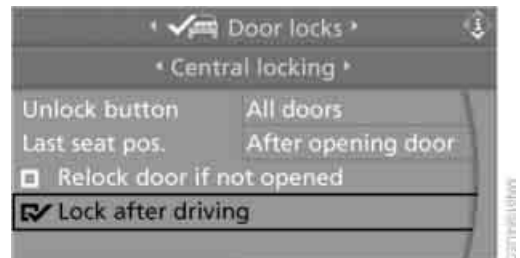 Door locks
Central locking
Unlock button All doors
Last seat pos. After opening door
Relock door if not opened
Lock after driving